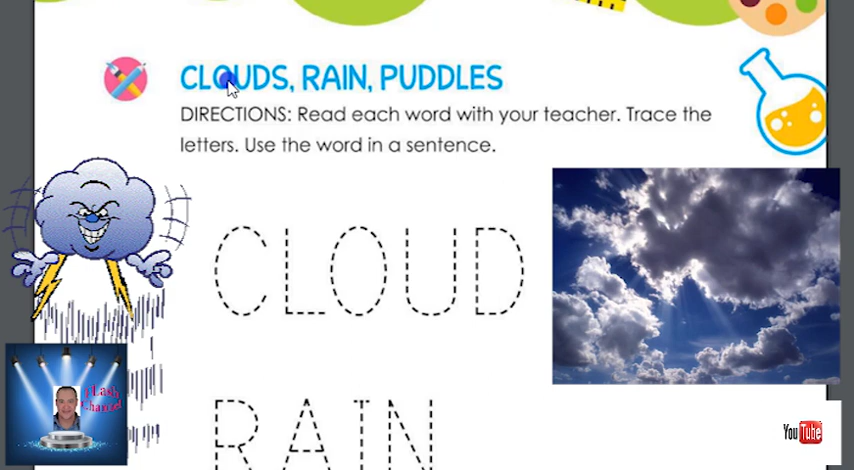 CLOUDS, RAIN, PUDDLES
DIRECTIONS: Read each word with your teacher. Trace the
letters. Use the word in a sentence.
CLOUD
RAIN
Channel
YouTube